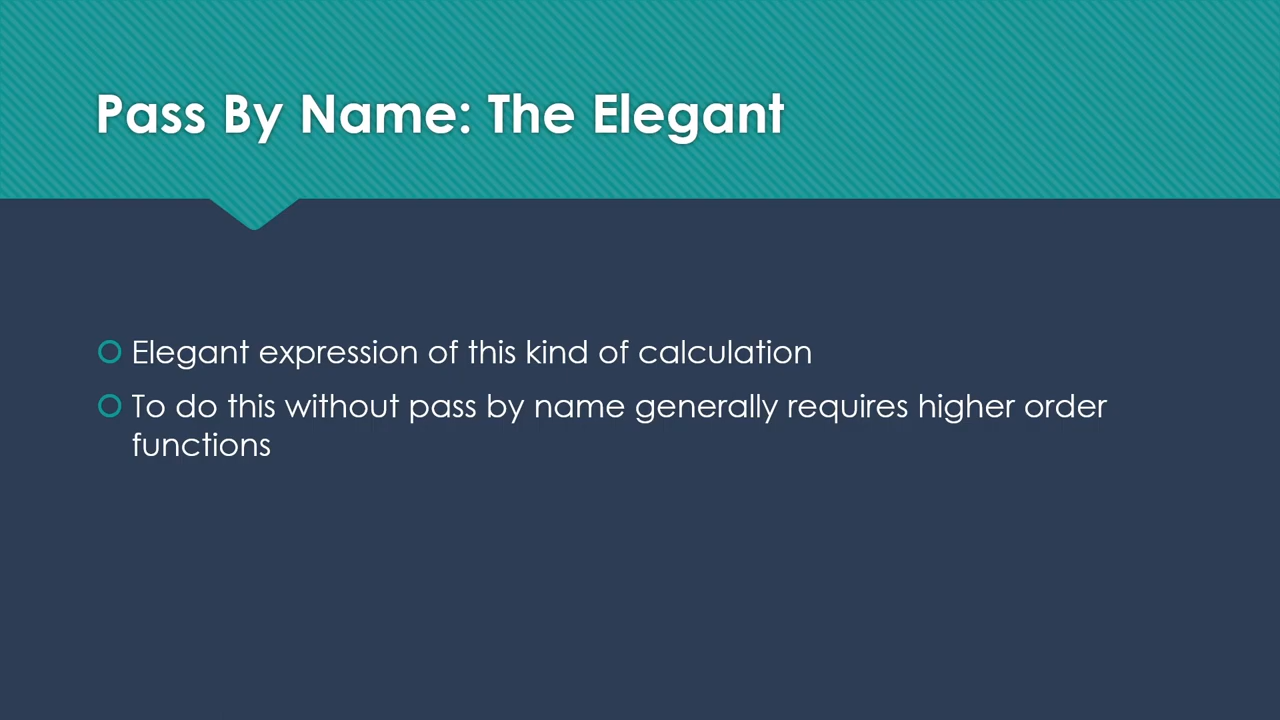 Pass By Name: The Elegant
Elegant expression of this kind of calculation
To do this without pass by name generally requires higher order
functions